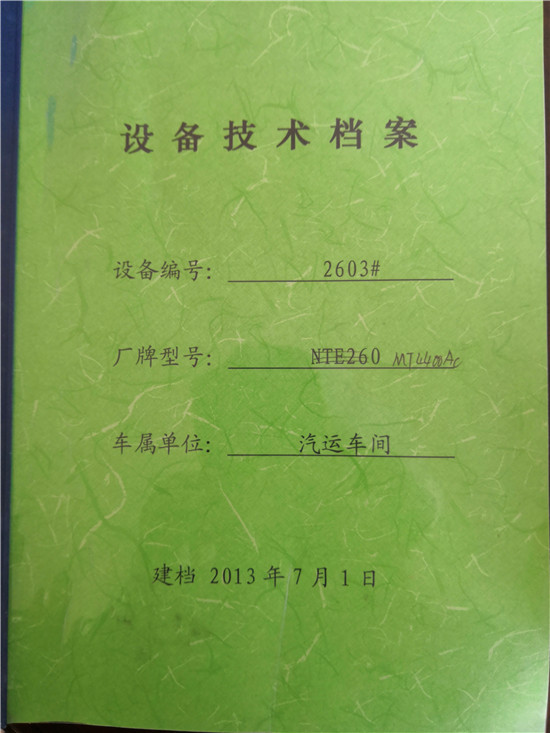 设备技术档案
设备编号: 2603#
厂牌型号: NTE260 MT4400AC
车属单位: 汽运车间
建档 2013年7月1日